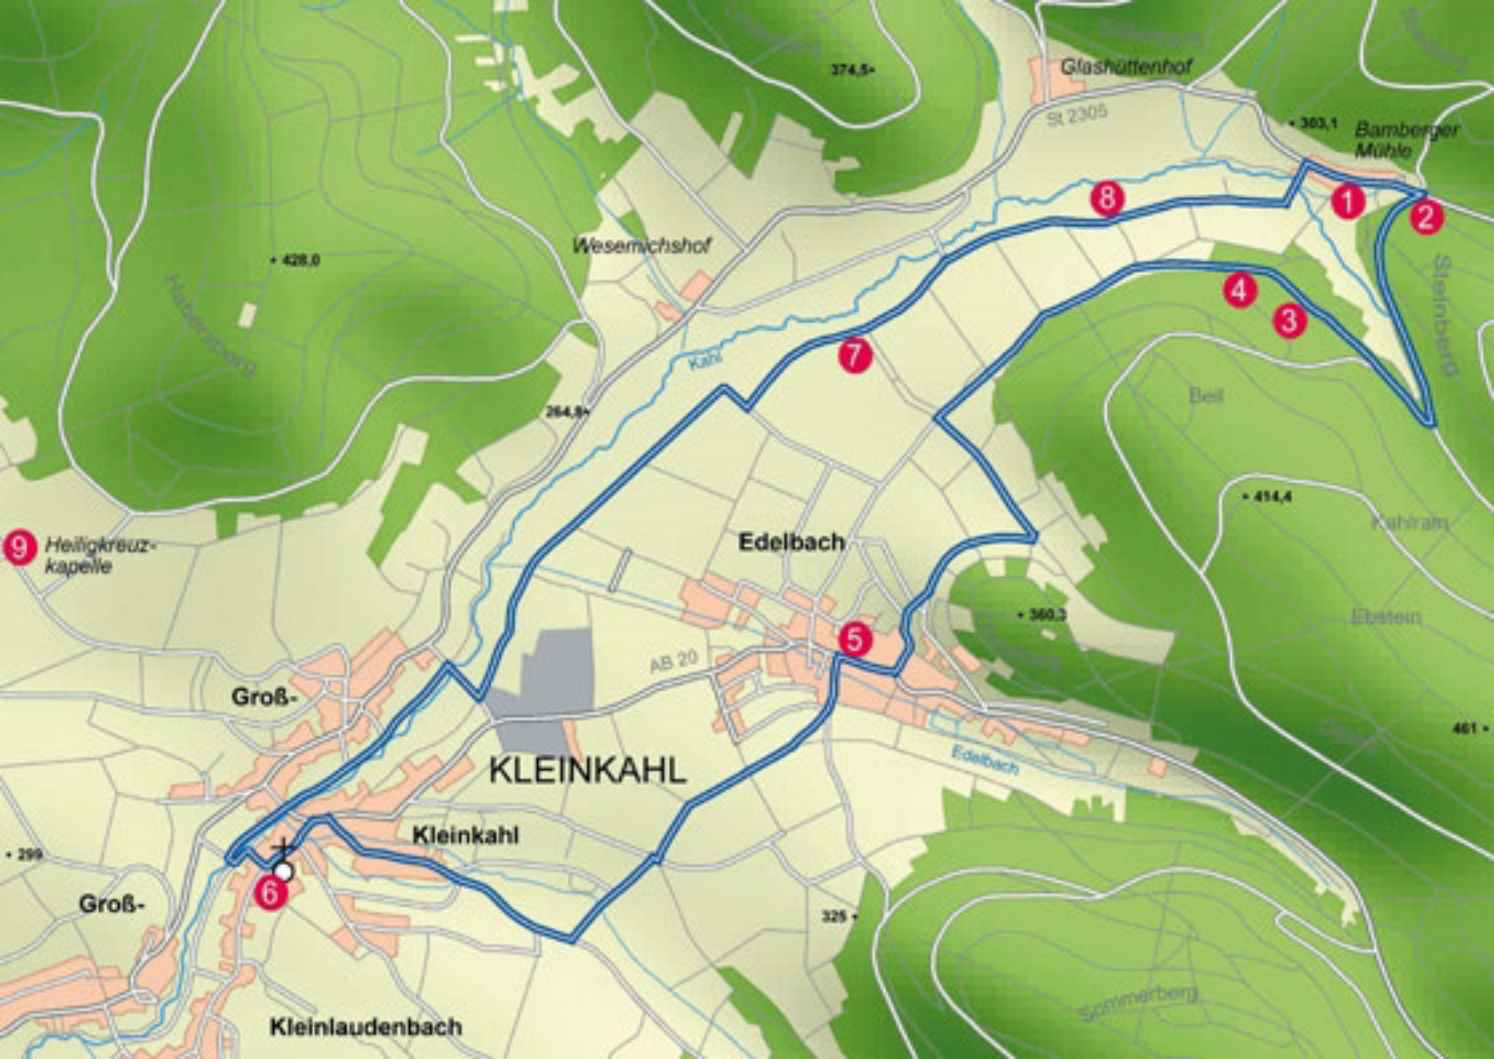 374,5
Glashüttenhof
St 2305
303,1
Bamberger
Mühle
8
1
2
Wesemichshof
428,0
Habersberg
Steinberg
4
3
7
Kahl
264,8
Beil
414,4
Kahlrain
Edelbach
9
Heiligkreuz-
kapelle
360,3
Ebstein
5
AB 20
Groß-
461
Edelbach
KLEINKAHL
Kleinkahl
299
6
Groß-
325
Sommerberg
Kleinlaudenbach